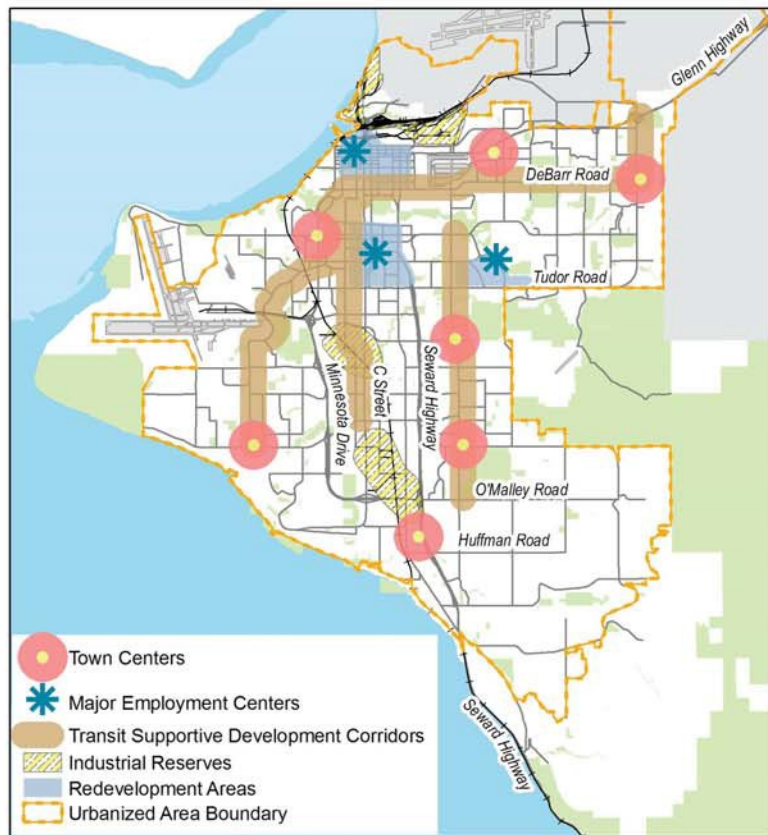 Glenn Highway
DeBarr Road
Tudor Road
Seward Highway
C Street
Minnesota Drive
O'Malley Road
Huffman Road
Town Centers
Major Employment Centers
Transit Supportive Development Corridors
Industrial Reserves
Redevelopment Areas
Urbanized Area Boundary
Seward Highway